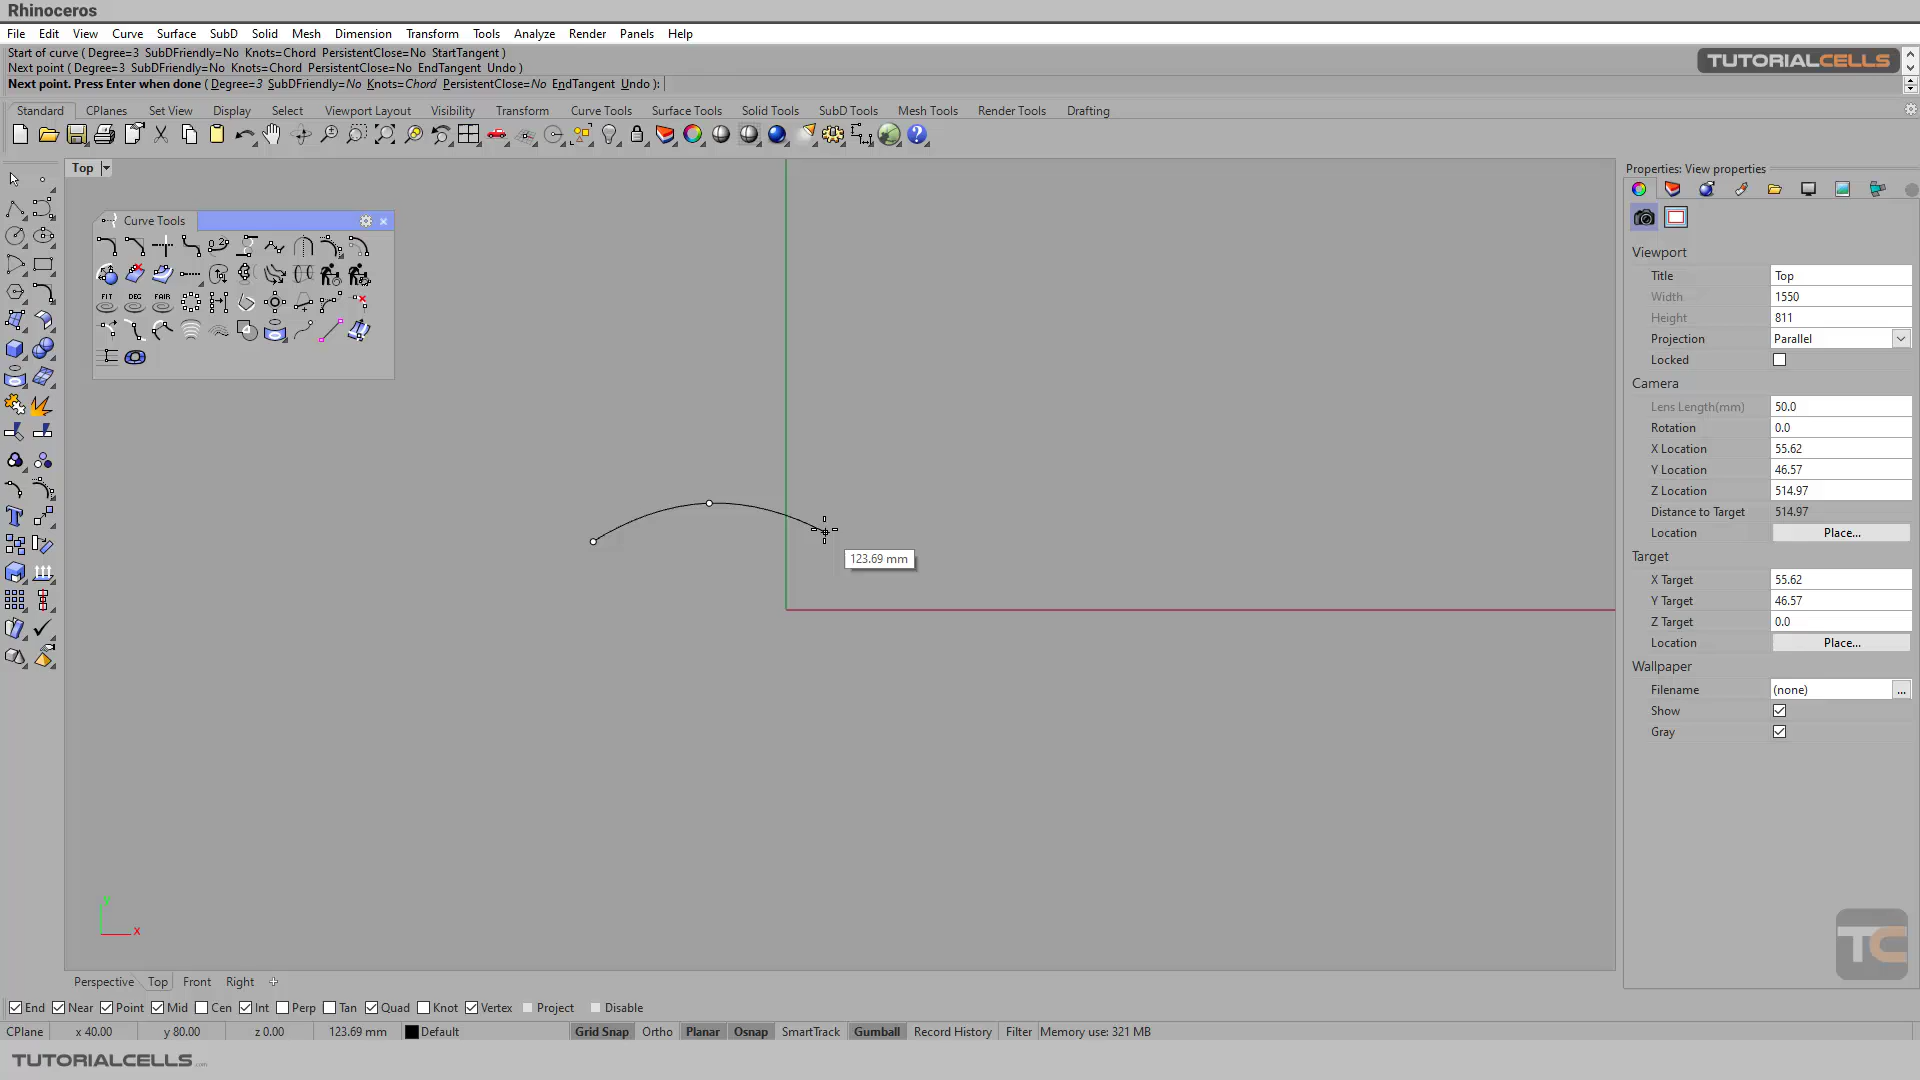 Rhinoceros
File Edit View Curve Surface SubD Solid Mesh Dimension Transform Tools Analyze Render Panels Help
Start of curve ( Degree=3 SubDFriendly=No Knots=Chord PersistentClose=No StartTangent )
Next point ( Degree=3 SubDFriendly=No Knots=Chord PersistentClose=No EndTangent Undo )
Next point. Press Enter when done ( Degree=3 SubDFriendly=No Knots=Chord PersistentClose=No EndTangent Undo ):
TUTORIALCELLS
Standard CPlanes Set View Display Select Viewport Layout Visibility Transform Curve Tools Surface Tools Solid Tools SubD Tools Mesh Tools Render Tools Drafting
Top
Curve Tools
FIT DEG FAIR
123.69 mm
y
x
Properties: View properties
Viewport
Title Top
Width 1550
Height 811
Projection Parallel
Locked
Camera
Lens Length(mm) 50.0
Rotation 0.0
X Location 55.62
Y Location 46.57
Z Location 514.97
Distance to Target 514.97
Location Place...
Target
X Target 55.62
Y Target 46.57
Z Target 0.0
Location Place...
Wallpaper
Filename (none) ...
Show
Gray
TC
Perspective Top Front Right
End Near Point Mid Cen Int Perp Tan Quad Knot Vertex Project Disable
CPlane x 40.00 y 80.00 z 0.00 123.69 mm Default Grid Snap Ortho Planar Osnap SmartTrack Gumball Record History Filter Memory use: 321 MB
TUTORIALCELLS.com